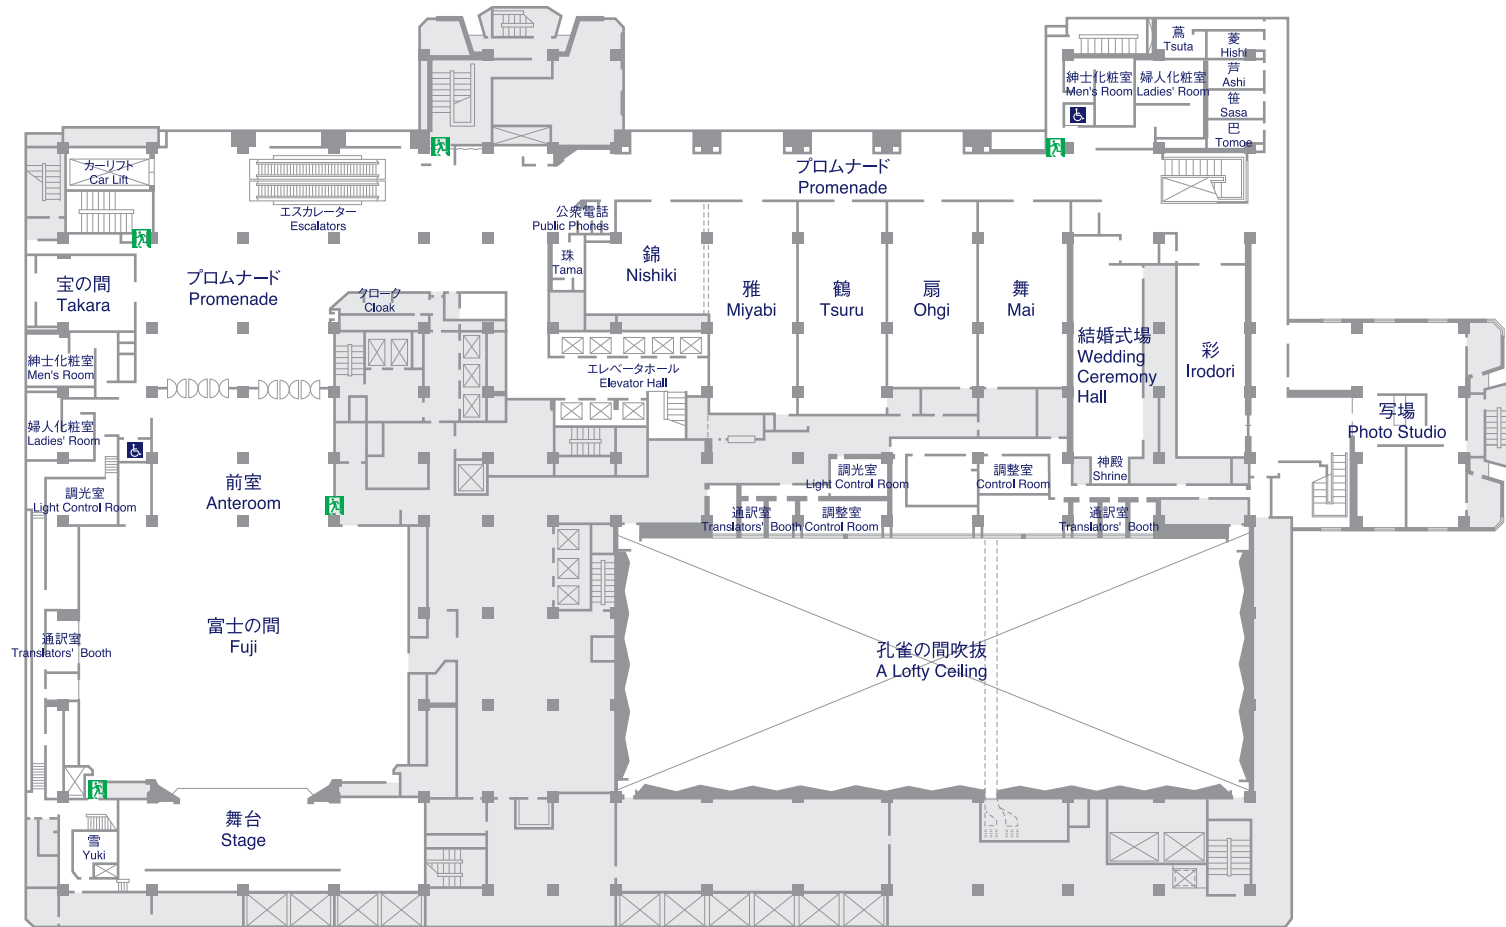 蔦
Tsuta
菱
Hishi
紳士化粧室
Men's Room
婦人化粧室
Ladies' Room
芦
Ashi
笹
Sasa
巴
Tomoe
カーリフト
Car Lift
プロムナード
Promenade
エスカレーター
Escalators
公衆電話
Public Phones
珠
Tama
錦
Nishiki
宝の間
Takara
プロムナード
Promenade
クローク
Cloak
雅
Miyabi
鶴
Tsuru
扇
Ohgi
舞
Mai
結婚式場
Wedding
Ceremony
Hall
彩
Irodori
紳士化粧室
Men's Room
エレベータホール
Elevator Hall
婦人化粧室
Ladies' Room
写場
Photo Studio
前室
Anteroom
調光室
Light Control Room
調光室
Light Control Room
調整室
Control Room
神殿
Shrine
通訳室
Translators' Booth
調整室
Control Room
通訳室
Translators' Booth
富士の間
Fuji
通訳室
Translators' Booth
孔雀の間吹抜
A Lofty Ceiling
舞台
Stage
雪
Yuki